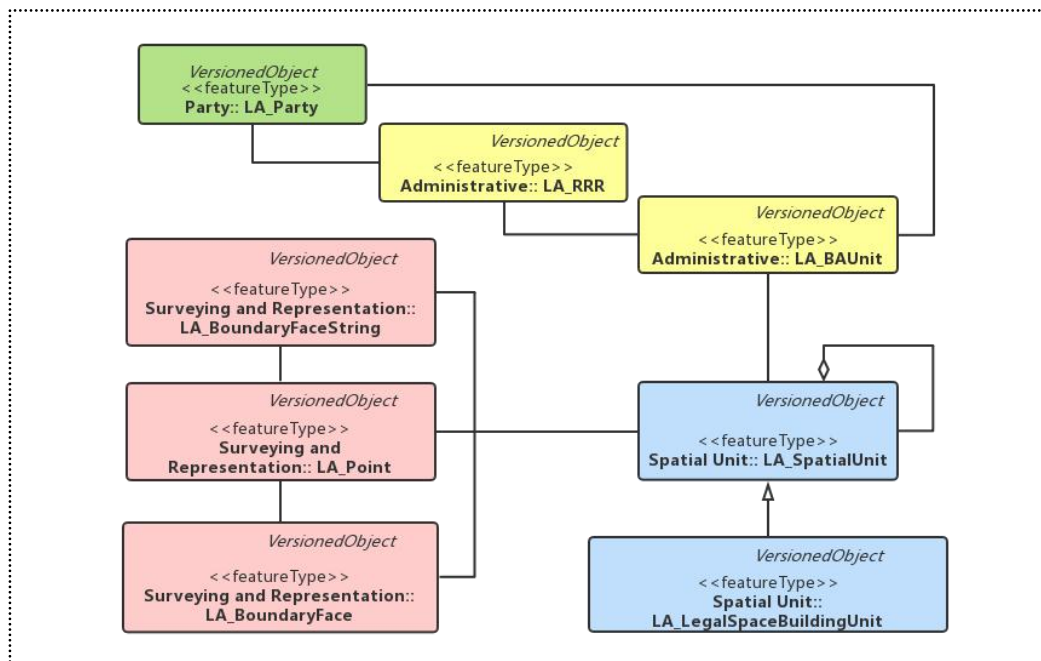 VersionedObject
<<featureType>>
Party:: LA_Party
VersionedObject
<<featureType>>
Administrative:: LA_RRR
VersionedObject
<<featureType>>
Administrative:: LA_BAUnit
VersionedObject
<<featureType>>
Surveying and Representation::
LA_BoundaryFaceString
VersionedObject
<<featureType>>
Surveying and
Representation:: LA_Point
VersionedObject
<<featureType>>
Surveying and Representation::
LA_BoundaryFace
VersionedObject
<<featureType>>
Spatial Unit:: LA_SpatialUnit
VersionedObject
<<featureType>>
Spatial Unit::
LA_LegalSpaceBuildingUnit